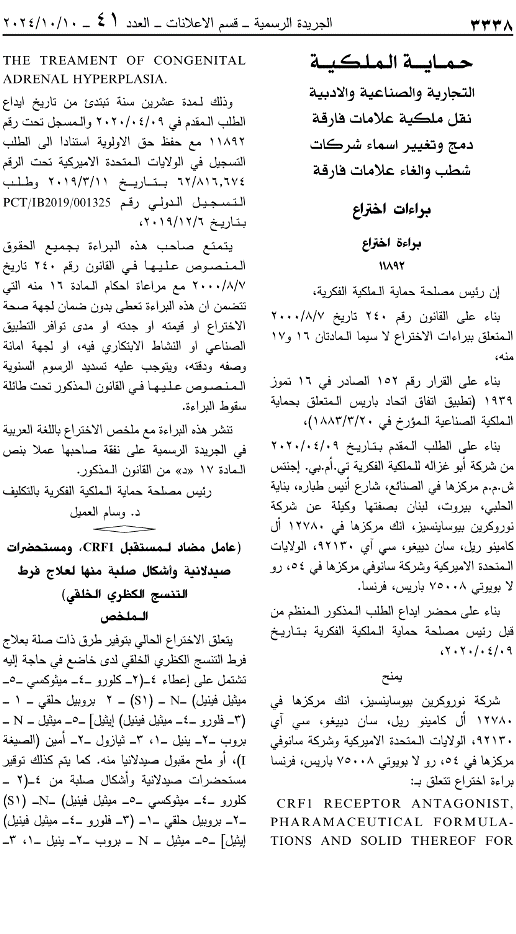 ٣٣٣٨
الجريدة الرسمية – قسم الاعلانات – العدد ٤١ – ٢٠٢٤/١٠/١٠
حماية الملكية
التجارية والصناعية والادبية
نقل ملكية علامات فارقة
دمج وتغيير اسماء شركات
شطب والغاء علامات فارقة
براءات اختراع
براءة اختراع
١١٨٩٢
إن رئيس مصلحة حماية الملكية الفكرية،
بناء على القانون رقم ٢٤٠ تاريخ ٢٠٠٠/٨/٧
المتعلق ببراءات الاختراع لا سيما المادتان ١٦ و١٧
منه،
بناء على القرار رقم ١٥٢ الصادر في ١٦ تموز
١٩٣٩ (تطبيق اتفاق اتحاد باريس المتعلق بحماية
الملكية الصناعية المؤرخ في ١٨٨٣/٣/٢٠)،
بناء على الطلب المقدم بتاريخ ٢٠٢٠/٠٤/٠٩
من شركة أبو غزاله للملكية الفكرية تي.أم.بي. إجنتس
ش.م.م مركزها في الصنائع، شارع أنيس طباره، بناية
الحلبي، بيروت، لبنان بصفتها وكيلة عن شركة
نوروكرين بيوساينسيز، انك مركزها في ١٢٧٨٠ أل
كامينو ريل، سان دييغو، سي آي ٩٢١٣٠، الولايات
المتحدة الاميركية وشركة سانوفي مركزها في ٥٤، رو
لا بويوتي ٧٥٠٠٨ باريس، فرنسا.
بناء على محضر ايداع الطلب المذكور المنظم من
قبل رئيس مصلحة حماية الملكية الفكرية بتاريخ
٢٠٢٠/٠٤/٠٩،
يمنح
شركة نوروكرين بيوساينسيز، انك مركزها في
١٢٧٨٠ أل كامينو ريل، سان دييغو، سي آي
٩٢١٣٠، الولايات المتحدة الاميركية وشركة سانوفي
مركزها في ٥٤، رو لا بويوتي ٧٥٠٠٨ باريس، فرنسا
براءة اختراع تتعلق بـ:
CRF1 RECEPTOR ANTAGONIST,
PHARAMACEUTICAL FORMULA-
TIONS AND SOLID THEREOF FOR
THE TREAMENT OF CONGENITAL
ADRENAL HYPERPLASIA.
وذلك لمدة عشرين سنة تبتدئ من تاريخ ايداع
الطلب المقدم في ٢٠٢٠/٠٤/٠٩ والمسجل تحت رقم
١١٨٩٢ مع حفظ حق الاولوية استنادا الى الطلب
التسجيل في الولايات المتحدة الاميركية تحت الرقم
٦٢/٨١٦,٦٧٤ بتاريخ ٢٠١٩/٣/١١ وطلب
التسجيل الدولي رقم PCT/IB2019/001325
بتاريخ ٢٠١٩/١٢/٦،
يتمتع صاحب هذه البراءة بجميع الحقوق
المنصوص عليها في القانون رقم ٢٤٠ تاريخ
٢٠٠٠/٨/٧ مع مراعاة احكام المادة ١٦ منه التي
تتضمن ان هذه البراءة تعطى بدون ضمان لجهة صحة
الاختراع او قيمته او جدته او مدى توافر التطبيق
الصناعي او النشاط الابتكاري فيه، او لجهة امانة
وصفه ودقته، ويتوجب عليه تسديد الرسوم السنوية
المنصوص عليها في القانون المذكور تحت طائلة
سقوط البراءة.
تنشر هذه البراءة مع ملخص الاختراع باللغة العربية
في الجريدة الرسمية على نفقة صاحبها عملا بنص
المادة ١٧ «د» من القانون المذكور.
رئيس مصلحة حماية الملكية الفكرية بالتكليف
د. وسام العميل
(عامل مضاد لمستقبل CRF1، ومستحضرات
صيدلانية وأشكال صلبة منها لعلاج فرط
التنسج الكظري الخلقي)
الملخص
يتعلق الاختراع الحالي بتوفير طرق ذات صلة بعلاج
فرط التنسج الكظري الخلقي لدى خاضع في حاجة إليه
تشتمل على إعطاء ٤–(٢– كلورو –٤– ميثوكسي –٥–
ميثيل فينيل) –N – (S١) – ٢ بروبيل حلقي – ١ –
(٣– فلورو –٤– ميثيل فينيل) إيثيل] –٥– ميثيل – N –
بروب –٢– ينيل –١، ٣– ثيازول –٢– أمين (الصيغة
I)، أو ملح مقبول صيدلانيا منه. كما يتم كذلك توفير
مستحضرات صيدلانية وأشكال صلبة من ٤–(٢ –
كلورو –٤– ميثوكسي –٥– ميثيل فينيل) –N– (S١)
–٢– بروبيل حلقي –١– (٣– فلورو –٤– ميثيل فينيل)
إيثيل] –٥– ميثيل – N – بروب –٢– ينيل –١، ٣–